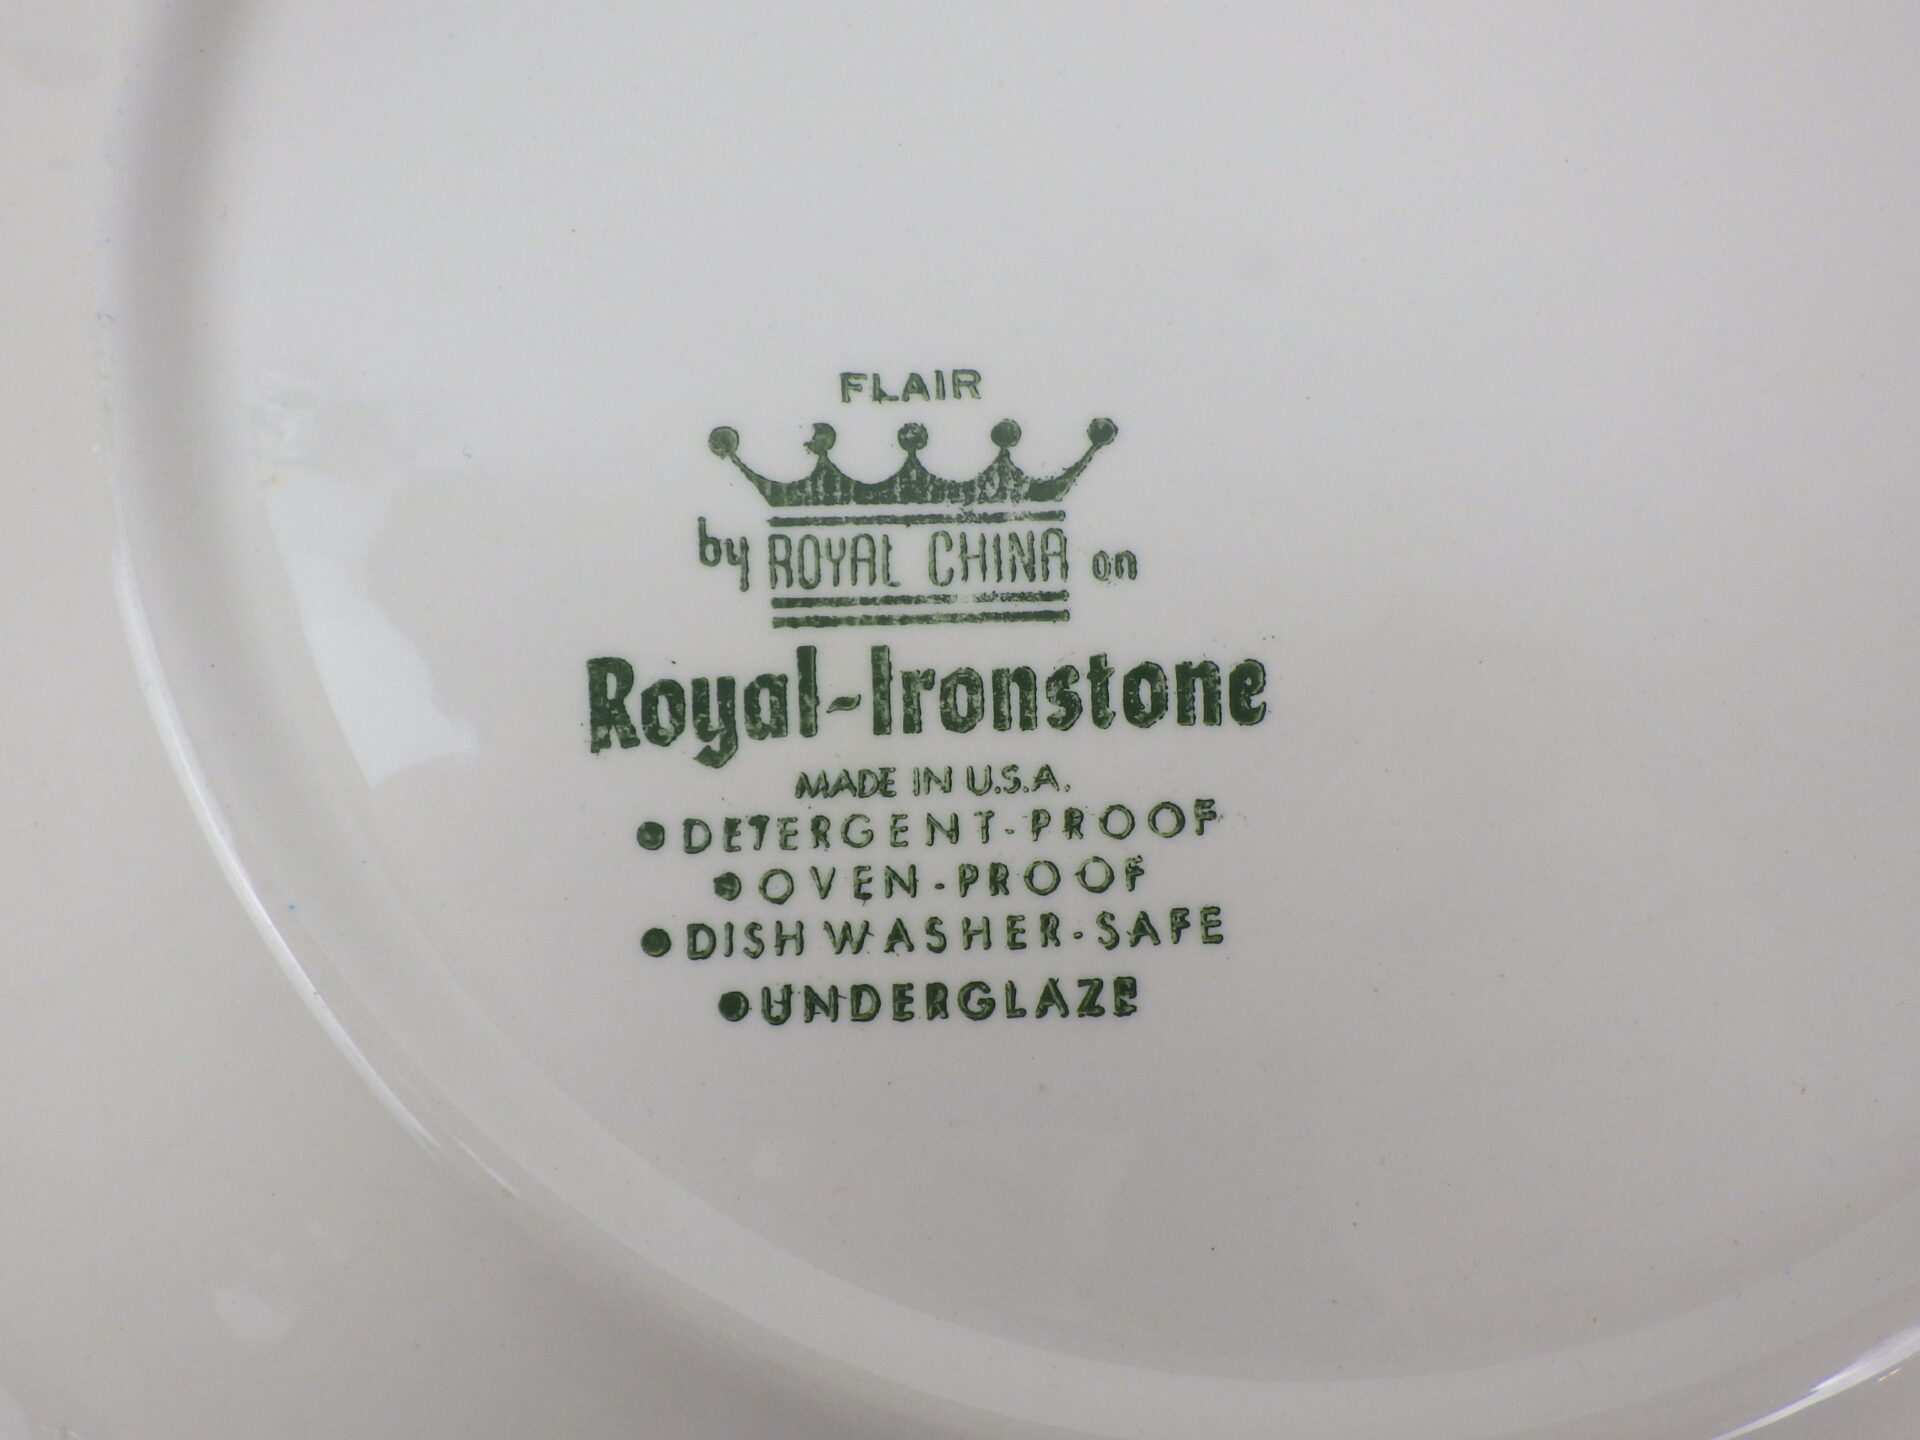 FLAIR
by ROYAL CHINA on
Royal-Ironstone
MADE IN U.S.A.
• DETERGENT-PROOF
• OVEN-PROOF
• DISH WASHER-SAFE
• UNDERGLAZE